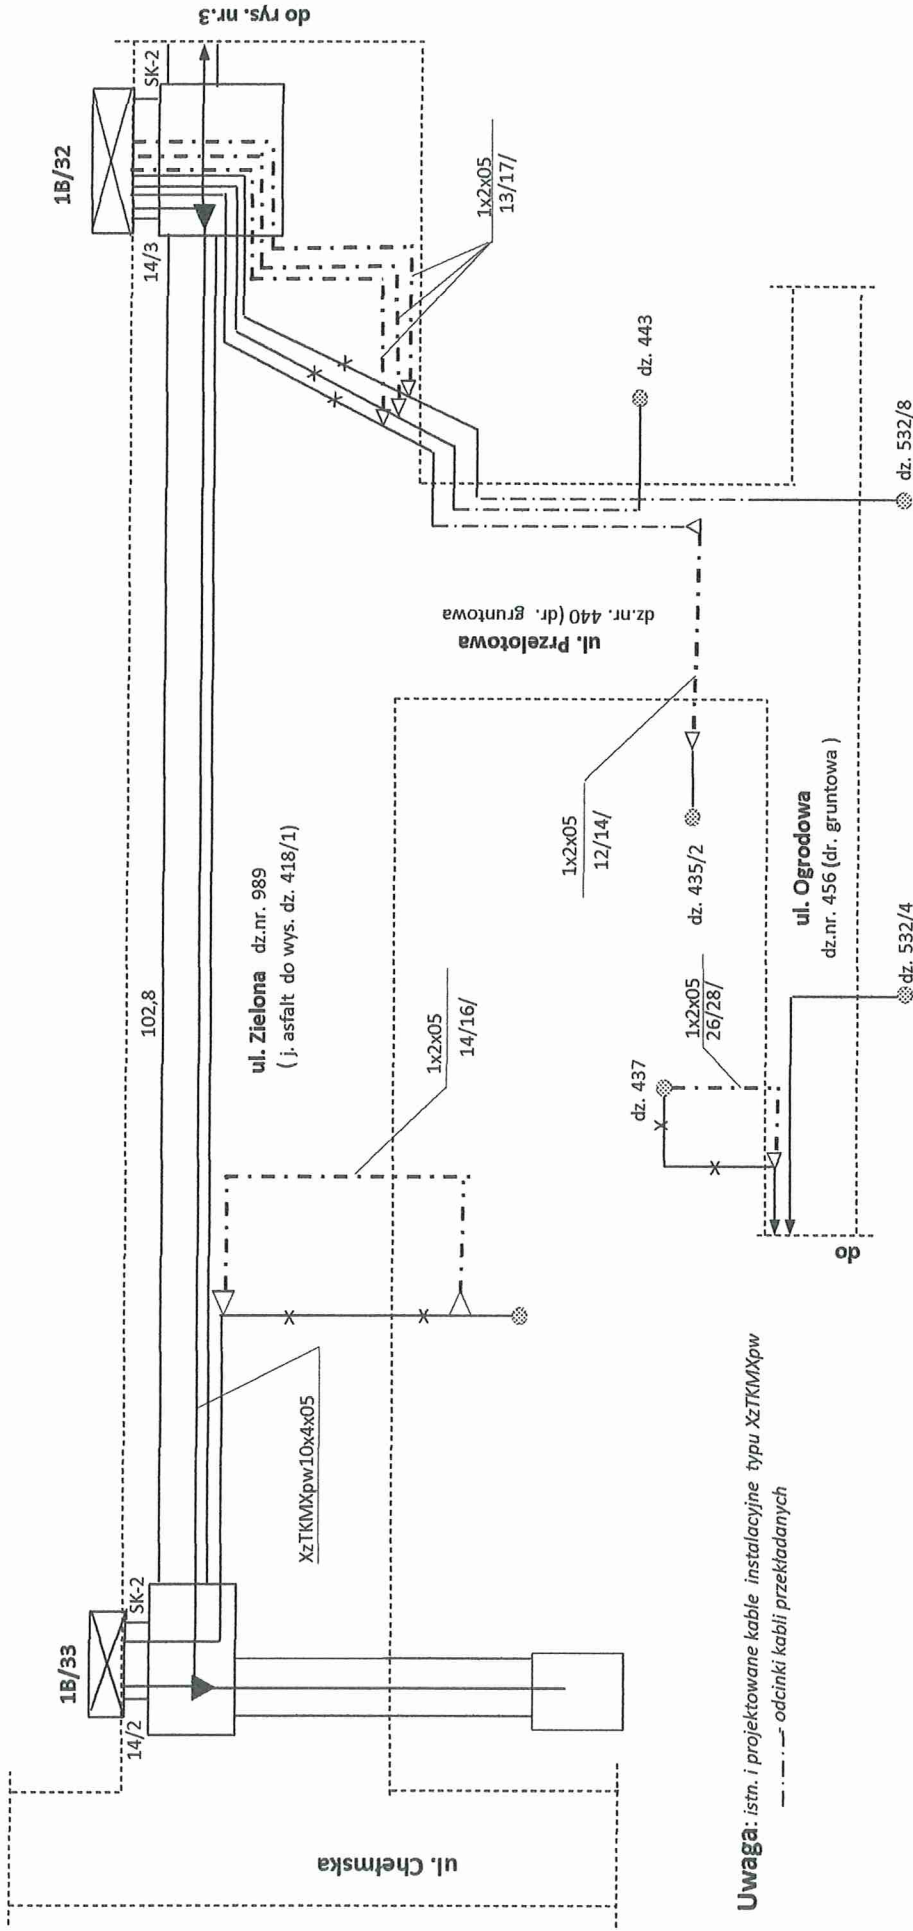 do rys. nr.3
1B/32
SK-2
14/3
1x2x05
13/17/
dz. 443
dz. 532/8
102,8
ul. Zielona dz.nr. 989
( j. asfalt do wys. dz. 418/1)
ul. Przelotowa
dz.nr. 440 (dr. gruntowa
1x2x05
12/14/
dz. 435/2
ul. Ogrodowa
dz.nr. 456 (dr. gruntowa )
1x2x05
14/16/
1x2x05
26/28/
dz. 437
dz. 532/4
do
XzTKMXpw10x4x05
1B/33
SK-2
14/2
ul. Chełmska
Uwaga: istn. i projektowane kable instalacyjne typu XzTKMXpw
odcinki kabli przekładanych